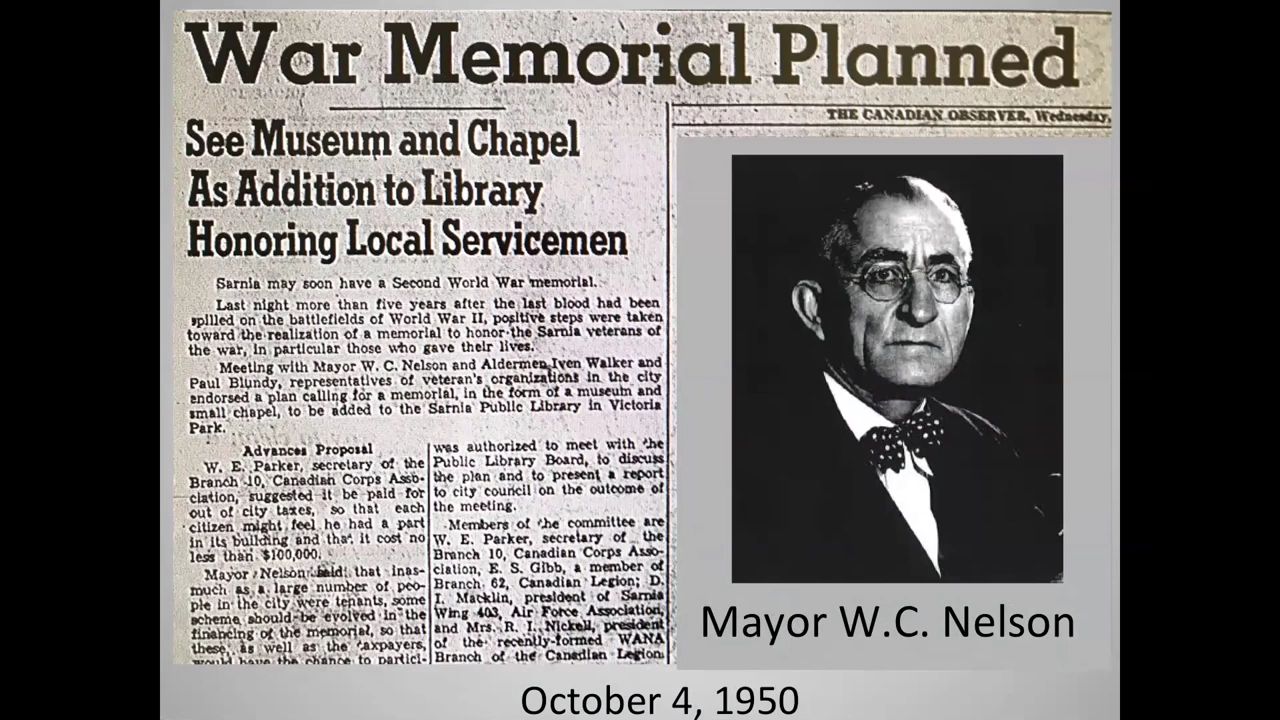 War Memorial Planned
THE CANADIAN OBSERVER, Wednesday,
See Museum and Chapel
As Addition to Library
Honoring Local Servicemen
Sarnia may soon have a Second World War memorial.
Last night more than five years after the last blood had been
spilled on the battlefields of World War II, positive steps were taken
toward the realization of a memorial to honor the Sarnia veterans of
the war, in particular those who gave their lives.
Meeting with Mayor W. C. Nelson and Aldermen Iven Walker and
Paul Blundy, representatives of veteran's organizations in the city
endorsed a plan calling for a memorial, in the form of a museum and
small chapel, to be added to the Sarnia Public Library in Victoria
Park.
Advances Proposal
W. E. Parker, secretary of the
Branch 10, Canadian Corps Asso-
ciation, suggested it be paid for
out of city taxes, so that each
citizen might feel he had a part
in its building and that it cost no
less than $100,000.
Mayor Nelson said that inas-
much as a large number of peo-
ple in the city were tenants, some
scheme should be evolved in the
financing of the memorial, so that
these, as well as the taxpayers,
would have the chance to partici-
was authorized to meet with the
Public Library Board, to discuss
the plan and to present a report
to city council on the outcome of
the meeting.
Members of the committee are
W. E. Parker, secretary of the
Branch 10, Canadian Corps Asso-
ciation, E. S. Gibb, a member of
Branch 62, Canadian Legion; D.
I. Macklin, president of Sarnia
Wing 403, Air Force Association,
and Mrs. R. I. Nickell, president
of the recently-formed WANA
Branch of the Canadian Legion.
Mayor W.C. Nelson
October 4, 1950